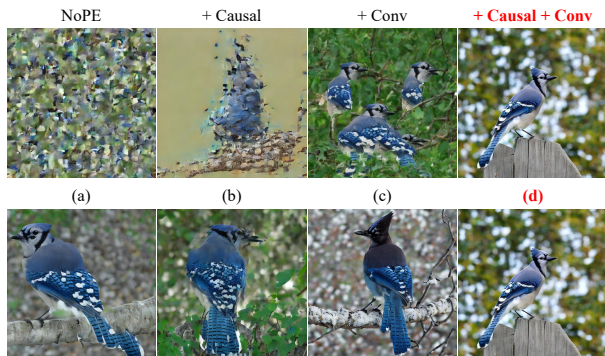 NoPE + Causal + Conv + Causal + Conv
(a) (b) (c) (d)